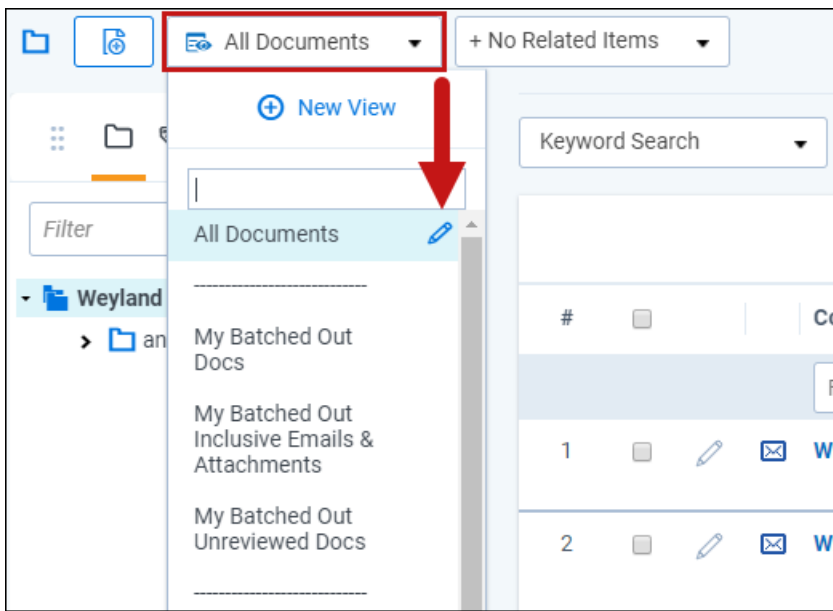 All Documents
+ No Related Items
New View
Keyword Search
Filter
All Documents
---------------------------
Weyland
#
My Batched Out
Docs
My Batched Out
Inclusive Emails &
Attachments
1
W
My Batched Out
Unreviewed Docs
2
W
---------------------------